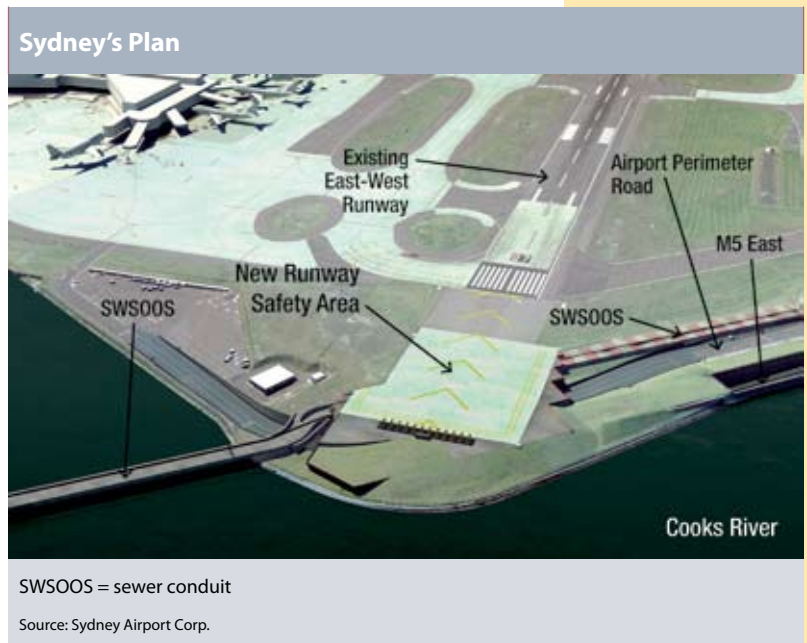 Sydney’s Plan
Existing
East-West
Runway
Airport Perimeter
Road
M5 East
New Runway
Safety Area
SWSOOS
SWSOOS
Cooks River
SWSOOS = sewer conduit
Source: Sydney Airport Corp.